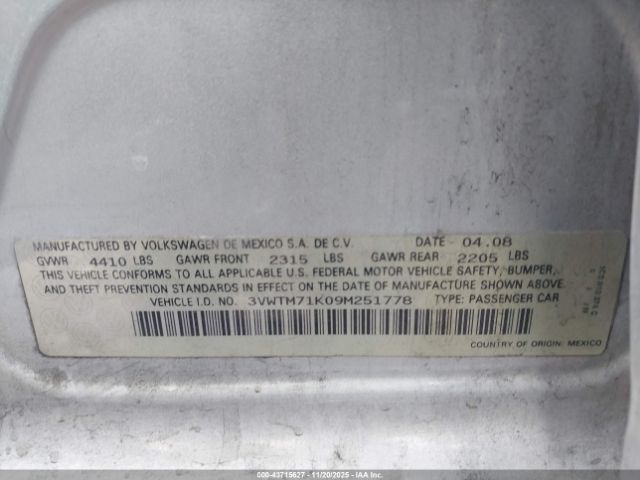 MANUFACTURED BY VOLKSWAGEN DE MEXICO S.A. DE C.V. DATE - 04.08
GVWR 4410 LBS GAWR FRONT 2315 LBS GAWR REAR 2205 LBS
THIS VEHICLE CONFORMS TO ALL APPLICABLE U.S. FEDERAL MOTOR VEHICLE SAFETY, BUMPER,
AND THEFT PREVENTION STANDARDS IN EFFECT ON THE DATE OF MANUFACTURE SHOWN ABOVE
VEHICLE I.D. NO. 3VWTM71K09M251778 TYPE: PASSENGER CAR
COUNTRY OF ORIGIN: MEXICO
000-43715627 - 11/20/2025 - IAAI.CA